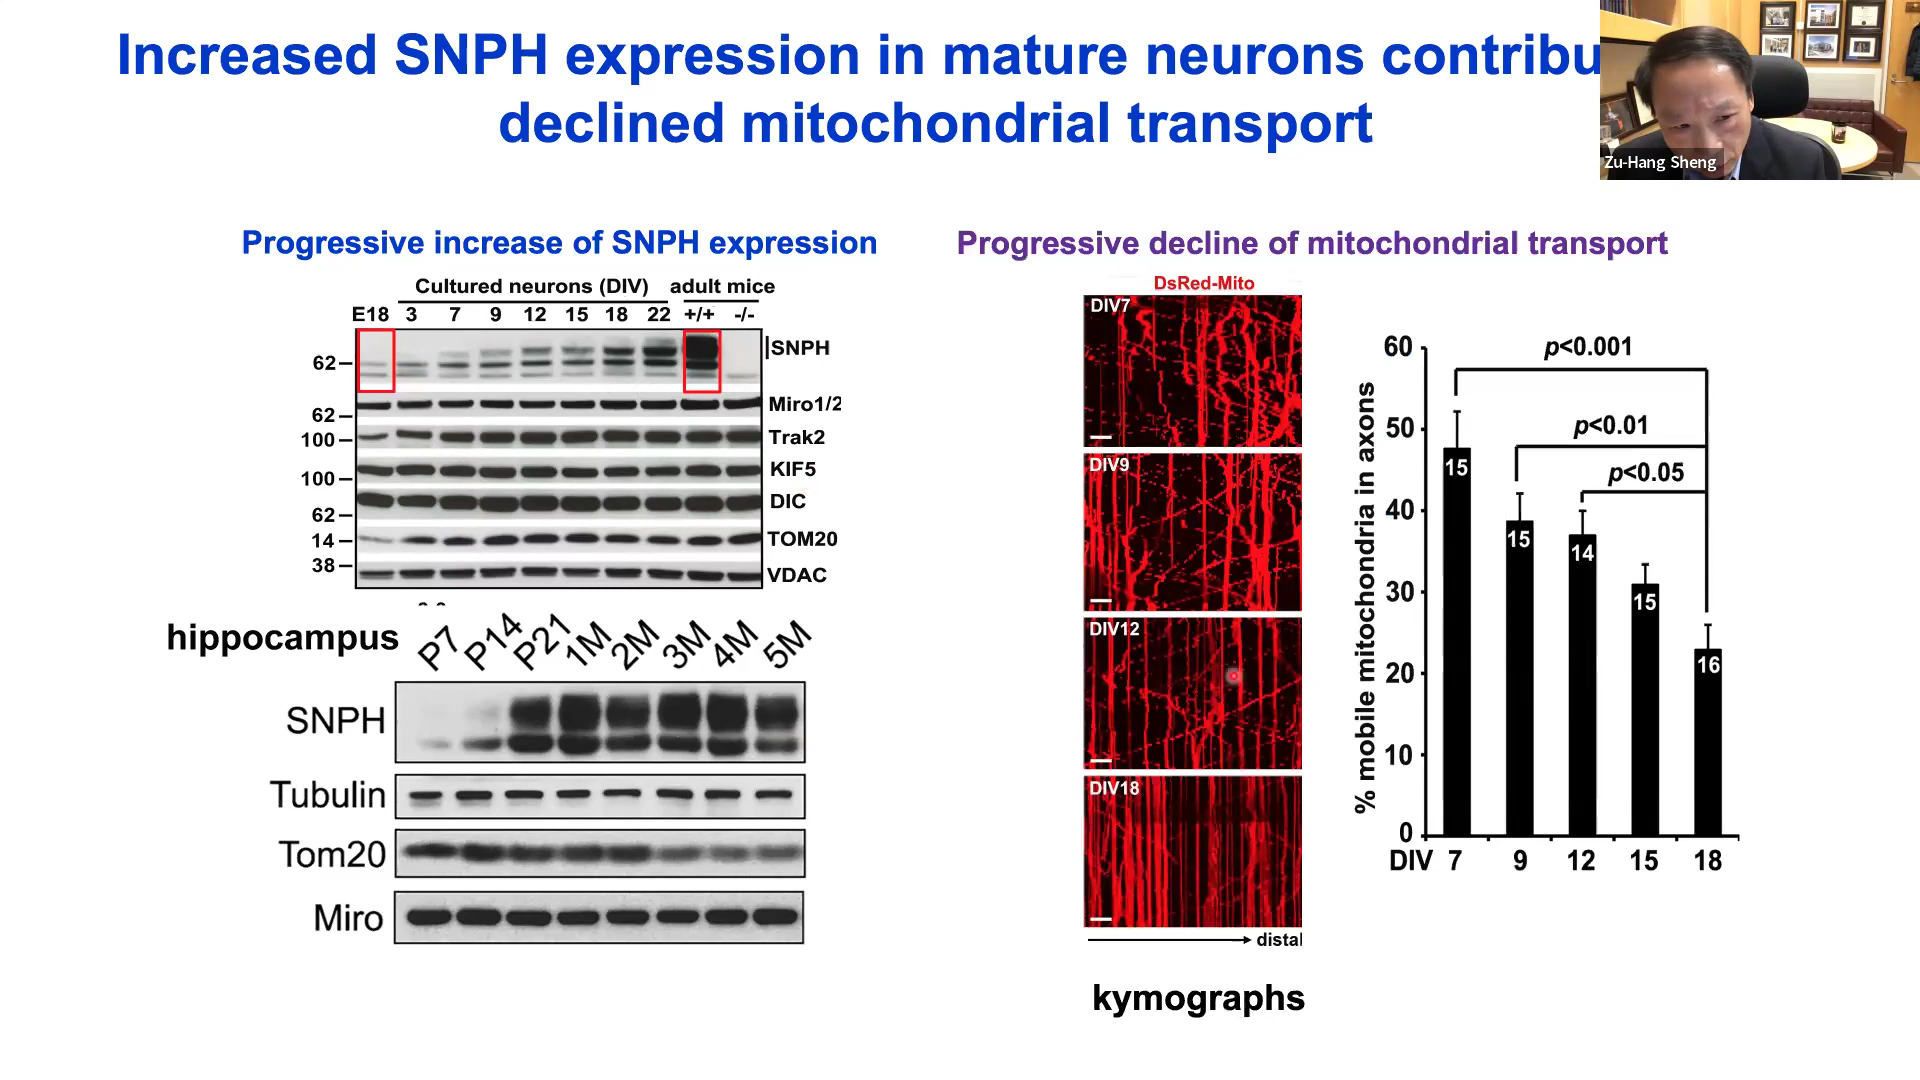 Increased SNPH expression in mature neurons contribu
declined mitochondrial transport
Zu-Hang Sheng
Progressive increase of SNPH expression
Cultured neurons (DIV) adult mice
E18 3 7 9 12 15 18 22 +/+ -/-
62
SNPH
62
Miro1/2
100
Trak2
100
KIF5
62
DIC
14
TOM20
38
VDAC
hippocampus
P7 P14 P21 1M 2M 3M 4M 5M
SNPH
Tubulin
Tom20
Miro
Progressive decline of mitochondrial transport
DsRed-Mito
DIV7
DIV9
DIV12
DIV18
distal
kymographs
% mobile mitochondria in axons
60
50
40
30
20
10
0
p<0.001
p<0.01
p<0.05
15
15
14
15
16
DIV 7 9 12 15 18